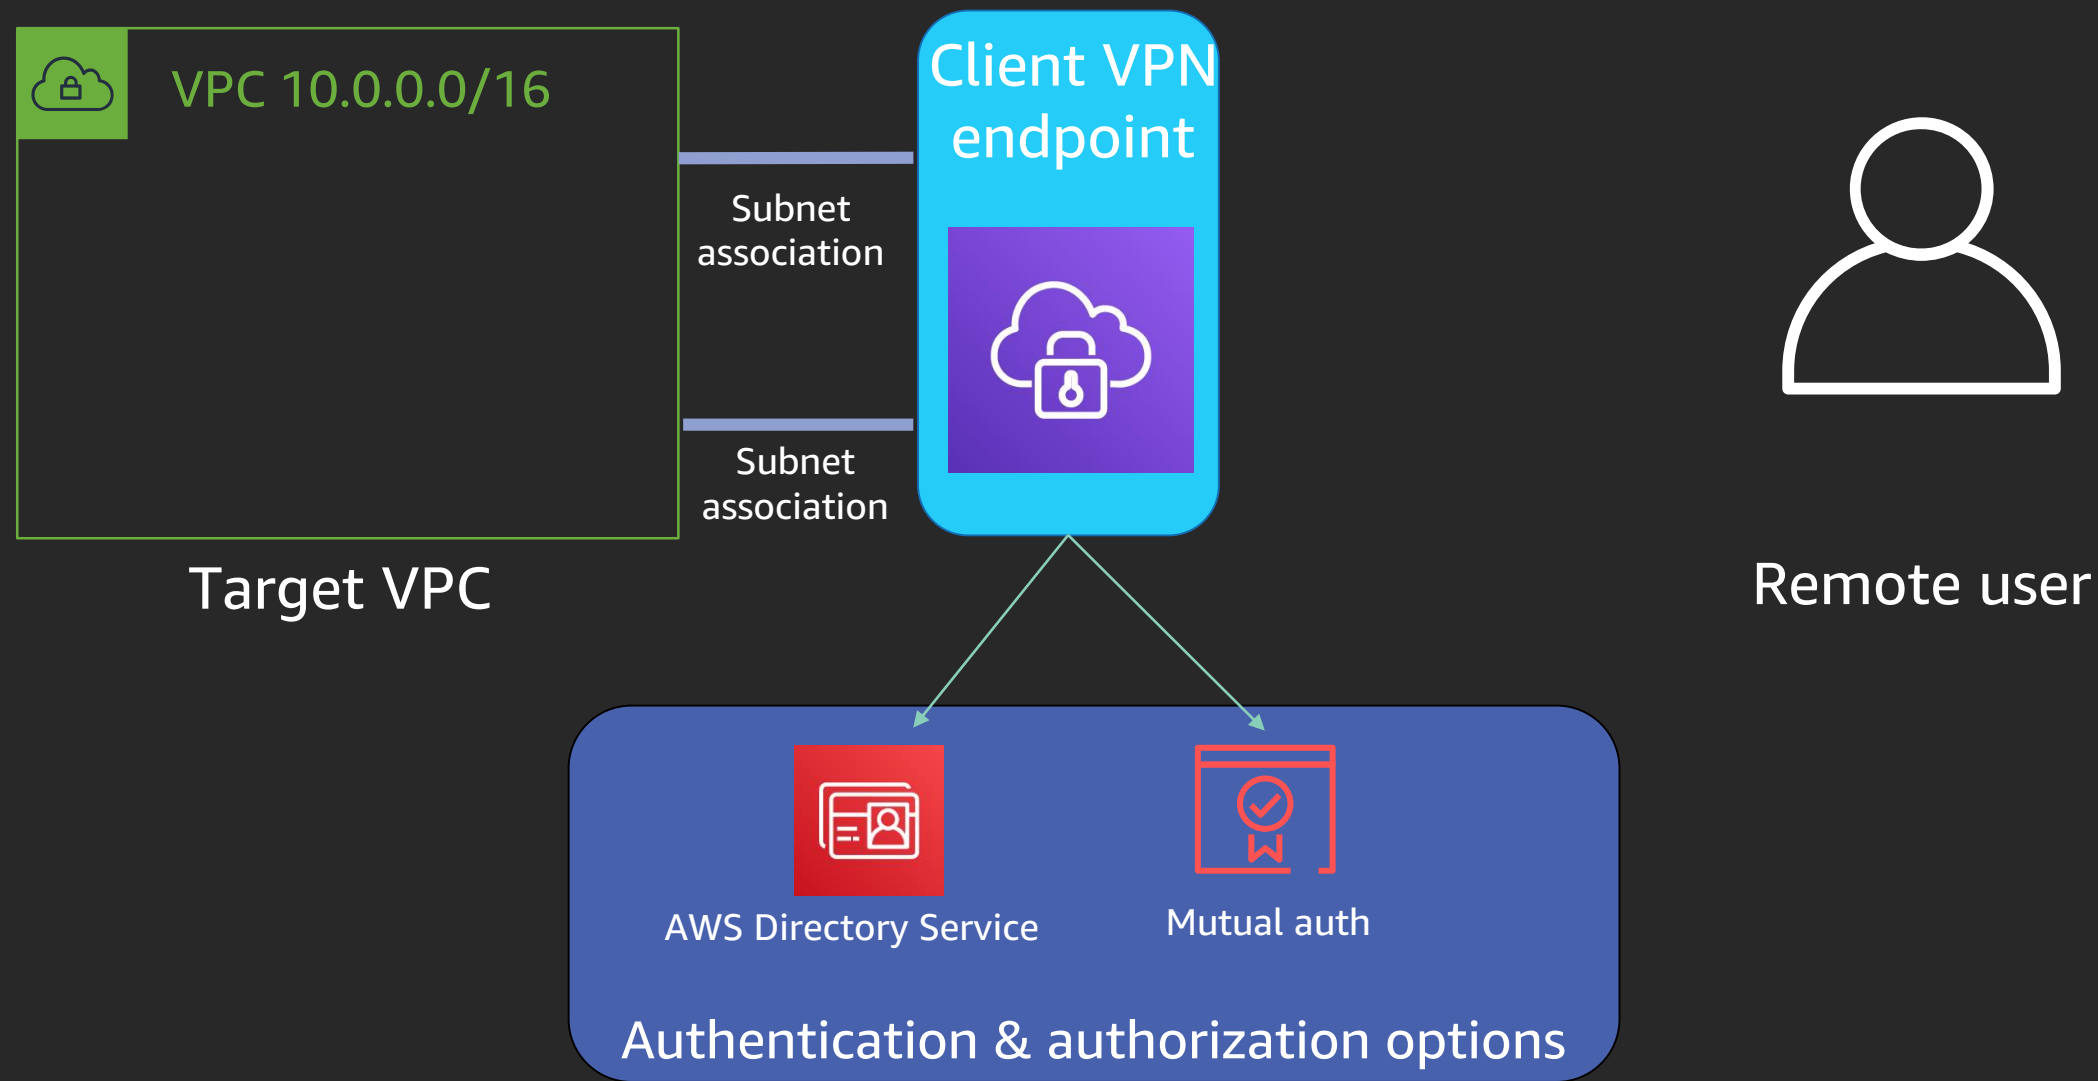 VPC 10.0.0.0/16
Client VPN
endpoint
Subnet
association
Subnet
association
Target VPC
Remote user
AWS Directory Service
Mutual auth
Authentication & authorization options